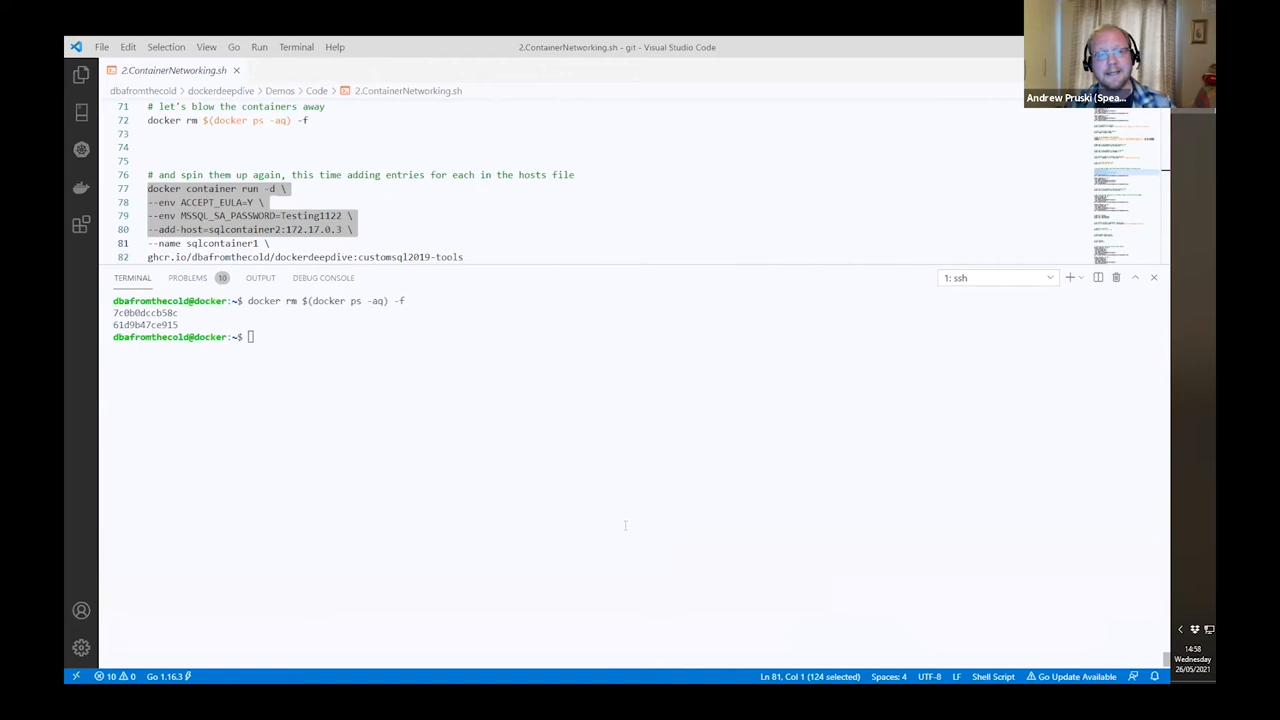 File Edit Selection View Go Run Terminal Help
2.ContainerNetworking.sh - git - Visual Studio Code
Andrew Pruski (Spea...
2.ContainerNetworking.sh
dbafromthecold > dockerdeepdive > Demos > Code > 2.ContainerNetworking.sh
71 # let's blow the containers away
72 docker rm $(docker ps -aq) -f
73
74
75
76 # and spin them up again, this time adding entries for each in the hosts file
77 docker container run -d \
78 --env ACCEPT_EULA=Y \
79 --env MSSQL_SA_PASSWORD=Testing1122 \
80 --add-host=sqlcontainer2:172.17.0.3 \
81 --name sqlcontainer1 \
82 ghcr.io/dbafromthecold/dockerdeepdive:customsql2019-tools
TERMINAL PROBLEMS 10 OUTPUT DEBUG CONSOLE
1: ssh
dbafromthecold@docker:~$ docker rm $(docker ps -aq) -f
7c0b0dccb58c
61d9b47ce915
dbafromthecold@docker:~$
14:58
Wednesday
26/05/2021
10 0 Go 1.16.3
Ln 81, Col 1 (124 selected) Spaces: 4 UTF-8 LF Shell Script Go Update Available